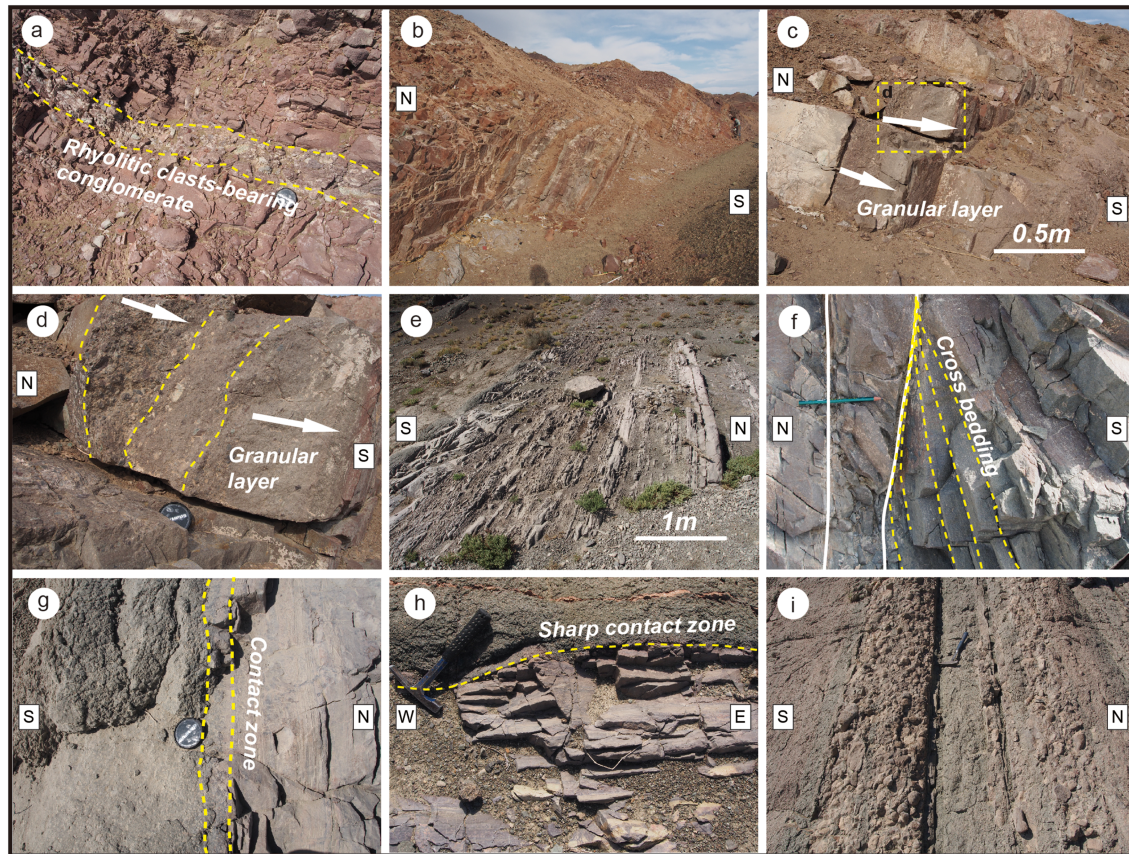 a
Rhyolitic clasts-bearing
conglomerate
b
N
S
c
N
d
Granular layer
S
0.5m
d
N
Granular
layer
S
e
S
N
1m
f
N
Cross bedding
S
g
S
Contact zone
N
h
Sharp contact zone
W
E
i
S
N